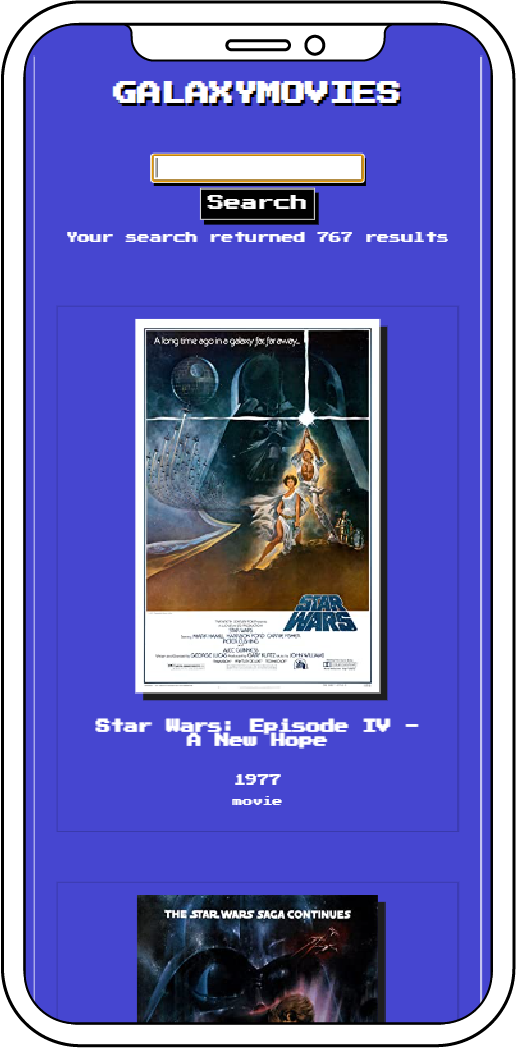 GALAXYMOVIES
Search
Your search returned 767 results
A long time ago in a galaxy far, far away...
STAR
WARS
Star Wars: Episode IV -
A New Hope
1977
movie
THE STAR WARS SAGA CONTINUES